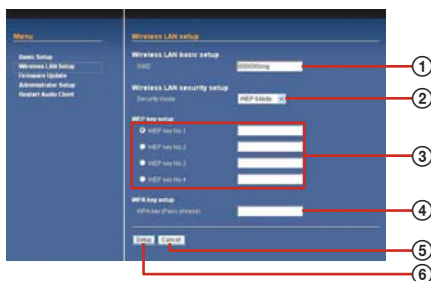 Menu
Basic Setup
Wireless LAN Setup
Firmware Update
Administrator Setup
Restart Audio Client
Wireless LAN setup
Wireless LAN basic setup
SSID
1
Wireless LAN security setup
Security mode
WEP 64bits
2
WEP key setup
WEP key No.1
WEP key No.2
WEP key No.3
WEP key No.4
3
WPA key setup
WPA key (Pass phrase)
4
Setup
Cancel
5
6